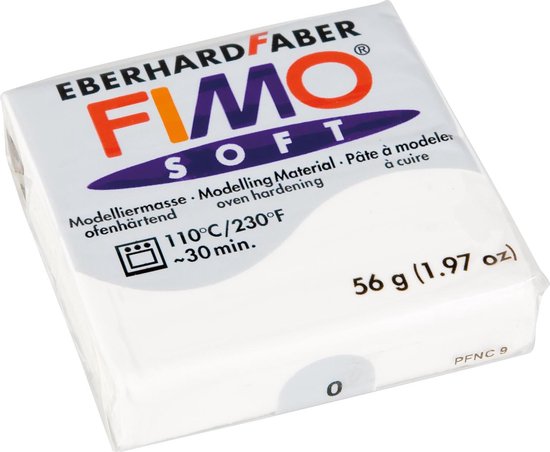 EBERHARDFABER
FIMO®
SOFT
Modelliermasse · Modelling Material · Pâte à modeler
ofenhärtend oven hardening à cuire
110°C/230°F
~30 min.
56 g (1.97 oz)
PFNC 9
0